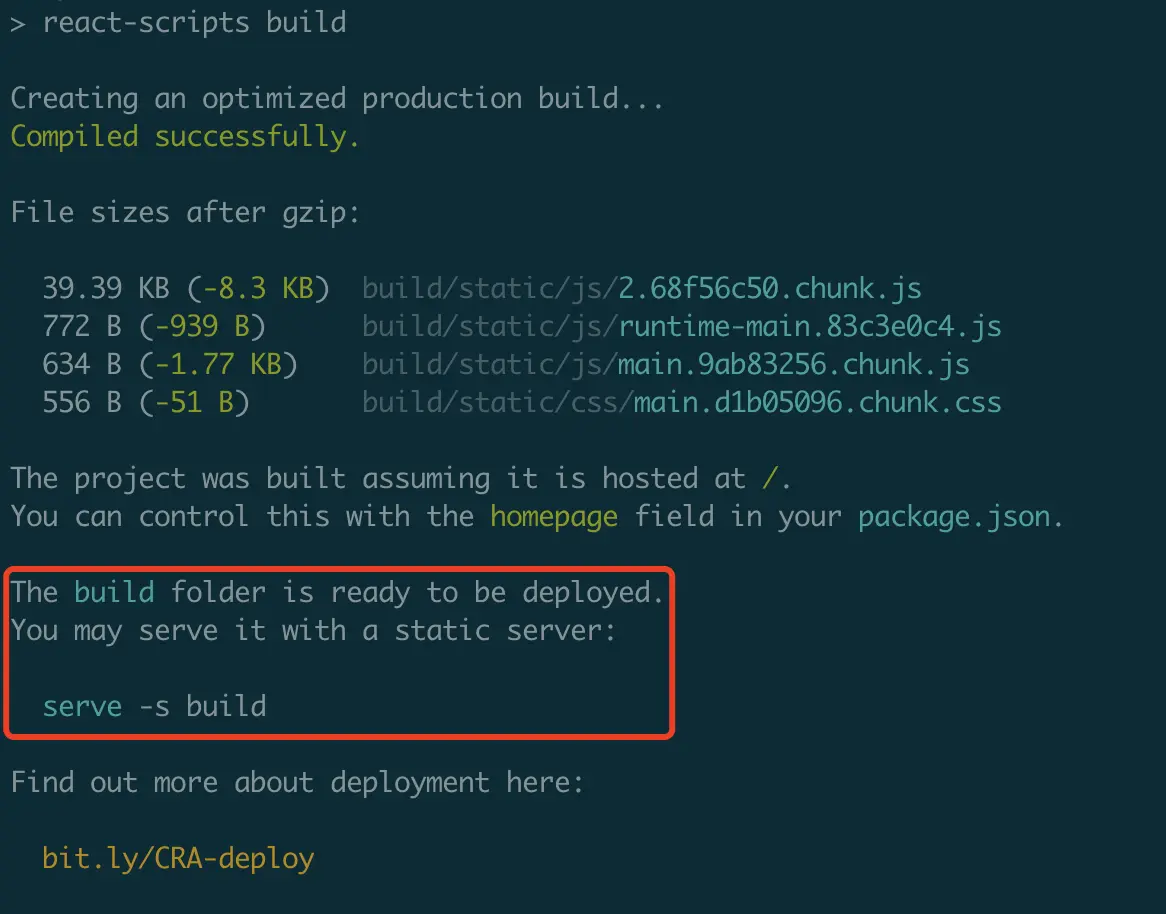 > react-scripts build
Creating an optimized production build...
Compiled successfully.
File sizes after gzip:
39.39 KB (-8.3 KB)  build/static/js/2.68f56c50.chunk.js
772 B (-939 B)      build/static/js/runtime-main.83c3e0c4.js
634 B (-1.77 KB)    build/static/js/main.9ab83256.chunk.js
556 B (-51 B)       build/static/css/main.d1b05096.chunk.css
The project was built assuming it is hosted at /.
You can control this with the homepage field in your package.json.
The build folder is ready to be deployed.
You may serve it with a static server:
serve -s build
Find out more about deployment here:
bit.ly/CRA-deploy